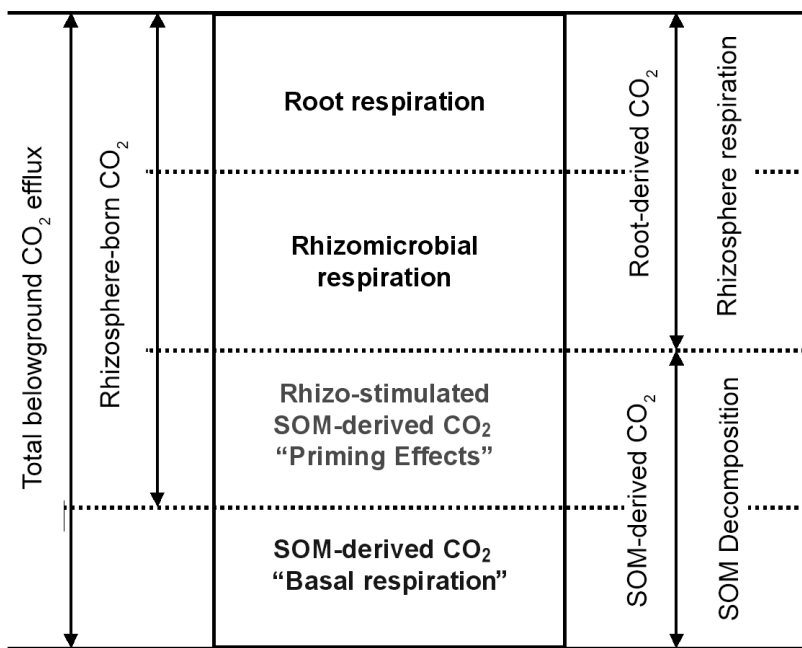 Total belowground CO₂ efflux
Rhizosphere-born CO₂
Root respiration
Rhizomicrobial
respiration
Rhizo-stimulated
SOM-derived CO₂
“Priming Effects”
SOM-derived CO₂
“Basal respiration”
Root-derived CO₂
SOM-derived CO₂
Rhizosphere respiration
SOM Decomposition